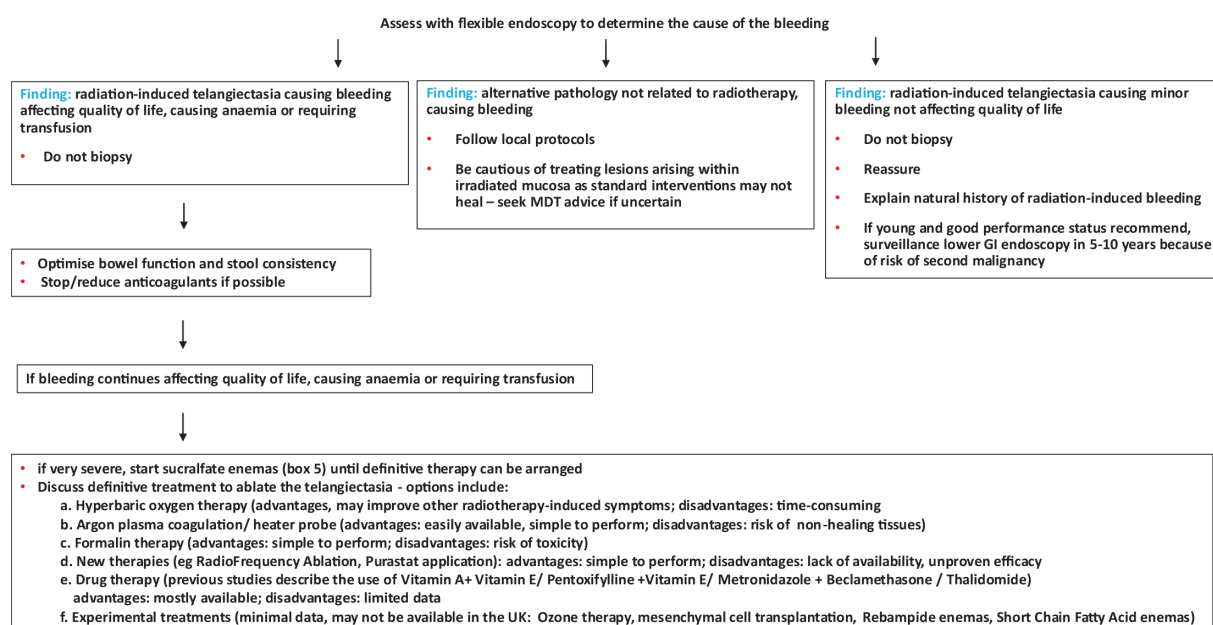 Assess with flexible endoscopy to determine the cause of the bleeding
Finding: radiation-induced telangiectasia causing bleeding
affecting quality of life, causing anaemia or requiring
transfusion
• Do not biopsy
Finding: alternative pathology not related to radiotherapy,
causing bleeding
• Follow local protocols
• Be cautious of treating lesions arising within
irradiated mucosa as standard interventions may not
heal – seek MDT advice if uncertain
Finding: radiation-induced telangiectasia causing minor
bleeding not affecting quality of life
• Do not biopsy
• Reassure
• Explain natural history of radiation-induced bleeding
• If young and good performance status recommend,
surveillance lower GI endoscopy in 5-10 years because
of risk of second malignancy
• Optimise bowel function and stool consistency
• Stop/reduce anticoagulants if possible
If bleeding continues affecting quality of life, causing anaemia or requiring transfusion
• if very severe, start sucralfate enemas (box 5) until definitive therapy can be arranged
• Discuss definitive treatment to ablate the telangiectasia - options include:
a. Hyperbaric oxygen therapy (advantages, may improve other radiotherapy-induced symptoms; disadvantages: time-consuming
b. Argon plasma coagulation/ heater probe (advantages: easily available, simple to perform; disadvantages: risk of non-healing tissues)
c. Formalin therapy (advantages: simple to perform; disadvantages: risk of toxicity)
d. New therapies (eg RadioFrequency Ablation, Purastat application): advantages: simple to perform; disadvantages: lack of availability, unproven efficacy
e. Drug therapy (previous studies describe the use of Vitamin A+ Vitamin E/ Pentoxifylline +Vitamin E/ Metronidazole + Beclamethasone / Thalidomide)
advantages: mostly available; disadvantages: limited data
f. Experimental treatments (minimal data, may not be available in the UK: Ozone therapy, mesenchymal cell transplantation, Rebampide enemas, Short Chain Fatty Acid enemas)